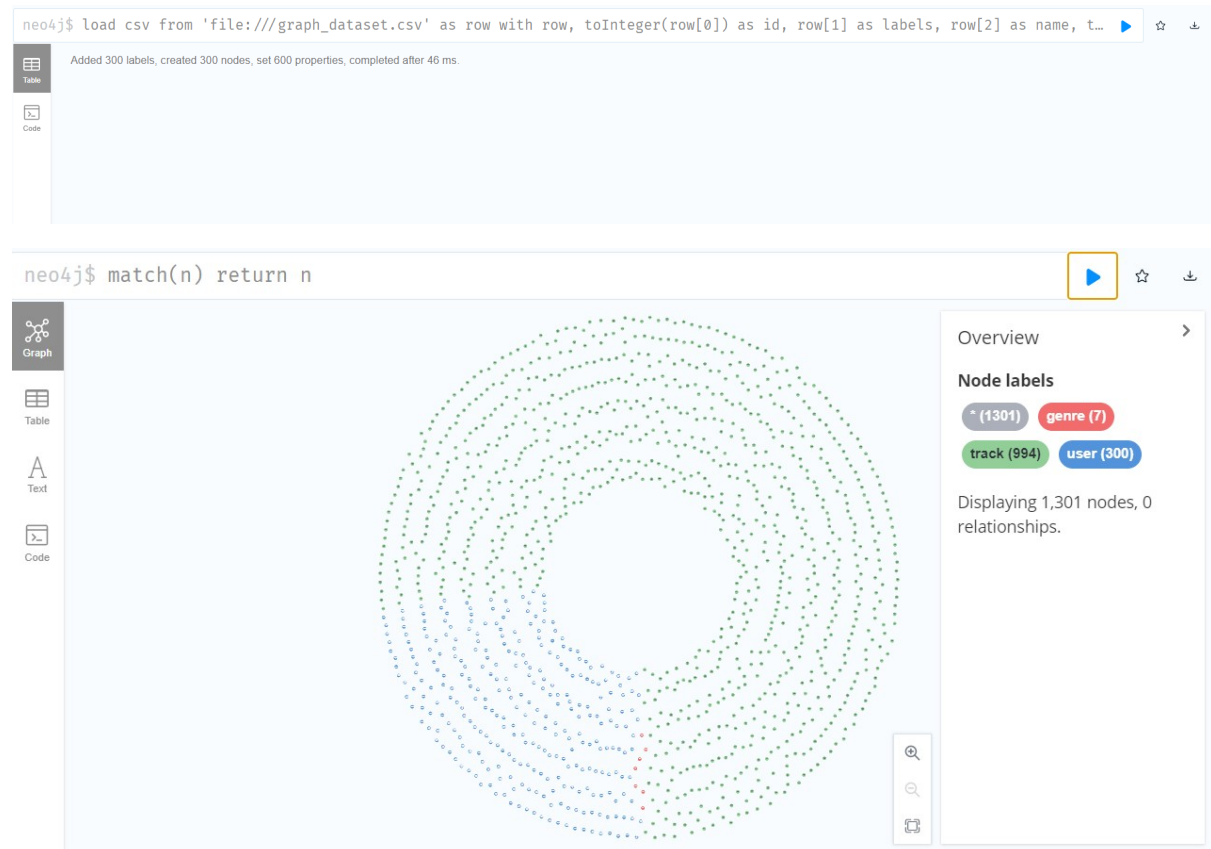 neo4j$ load csv from 'file:///graph_dataset.csv' as row with row, toInteger(row[0]) as id, row[1] as labels, row[2] as name, t…
Table
Added 300 labels, created 300 nodes, set 600 properties, completed after 46 ms.
Code
neo4j$ match(n) return n
Graph
Table
Text
Code
Overview
Node labels
* (1301) genre (7)
track (994) user (300)
Displaying 1,301 nodes, 0
relationships.